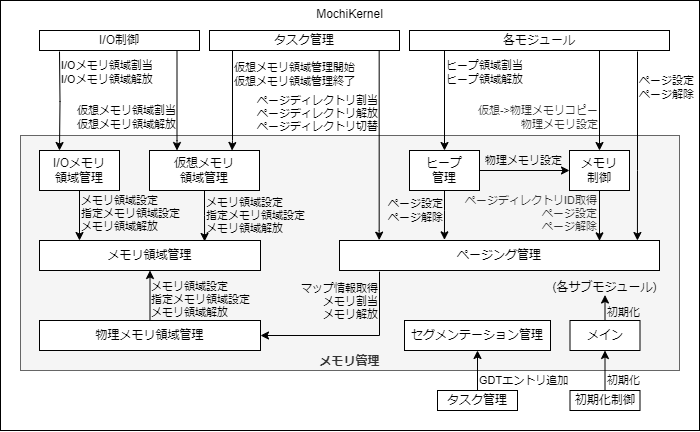 MochiKernel
I/O制御
タスク管理
各モジュール
I/Oメモリ領域割当
I/Oメモリ領域解放
仮想メモリ領域割当
仮想メモリ領域解放
仮想メモリ領域管理開始
仮想メモリ領域管理終了
ページディレクトリ割当
ページディレクトリ解放
ページディレクトリ切替
ヒープ領域割当
ヒープ領域解放
仮想->物理メモリコピー
物理メモリ設定
ページ設定
ページ解除
I/Oメモリ
領域管理
仮想メモリ
領域管理
ヒープ
管理
物理メモリ設定
メモリ
制御
メモリ領域設定
指定メモリ領域設定
メモリ領域解放
メモリ領域設定
指定メモリ領域設定
メモリ領域解放
ページ設定
ページ解除
ページディレクトリID取得
ページ設定
ページ解除
メモリ領域管理
ページング管理
メモリ領域設定
指定メモリ領域設定
メモリ領域解放
マップ情報取得
メモリ割当
メモリ解放
(各サブモジュール)
初期化
物理メモリ領域管理
セグメンテーション管理
メイン
メモリ管理
GDTエントリ追加
初期化
タスク管理
初期化制御